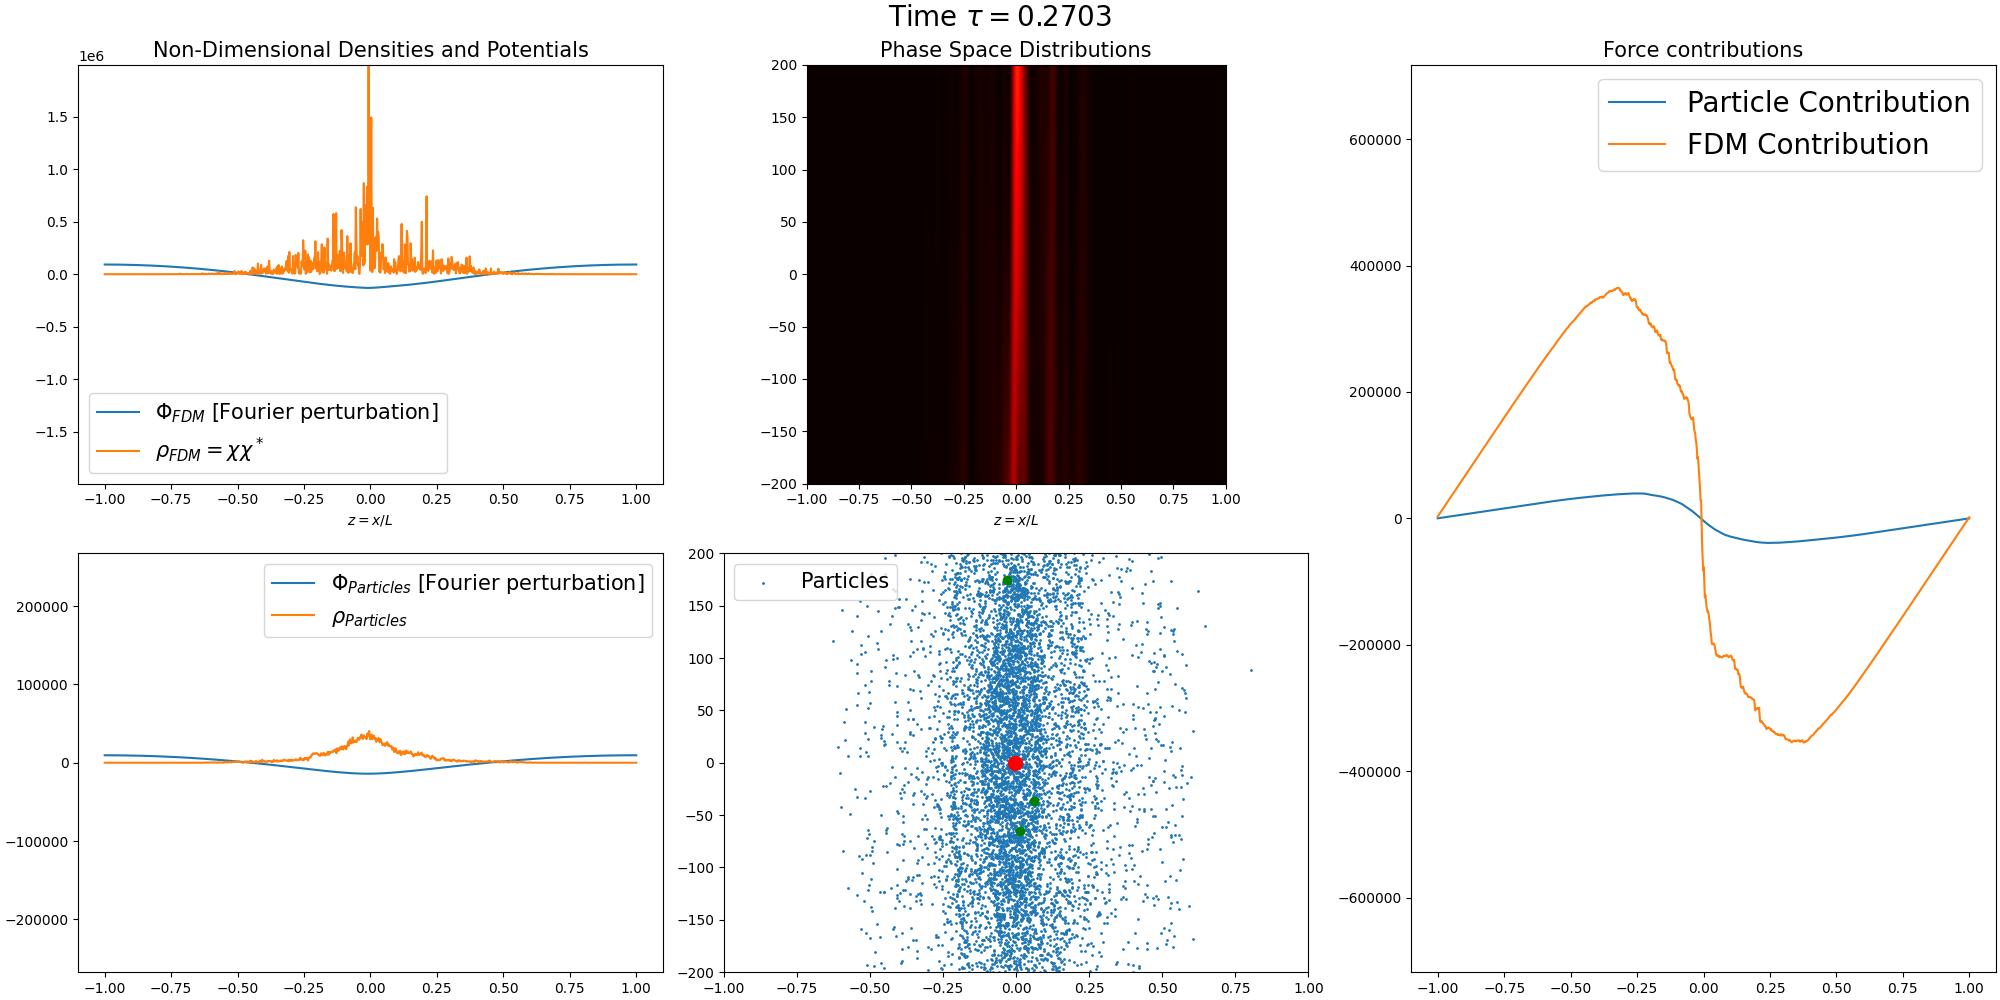 Time τ = 0.2703
Non-Dimensional Densities and Potentials
1e6
1.5
1.0
0.5
0.0
−0.5
−1.0
−1.5
Φ_FDM [Fourier perturbation]
ρ_FDM = χχ*
−1.00 −0.75 −0.50 −0.25 0.00 0.25 0.50 0.75 1.00
z = x/L
Phase Space Distributions
200
150
100
50
0
−50
−100
−150
−200
−1.00 −0.75 −0.50 −0.25 0.00 0.25 0.50 0.75 1.00
z = x/L
Force contributions
Particle Contribution
FDM Contribution
600000
400000
200000
0
−200000
−400000
−600000
−1.00 −0.75 −0.50 −0.25 0.00 0.25 0.50 0.75 1.00
Φ_Particles [Fourier perturbation]
ρ_Particles
200000
100000
0
−100000
−200000
−1.00 −0.75 −0.50 −0.25 0.00 0.25 0.50 0.75 1.00
Particles
200
150
100
50
0
−50
−100
−150
−200
−1.00 −0.75 −0.50 −0.25 0.00 0.25 0.50 0.75 1.00